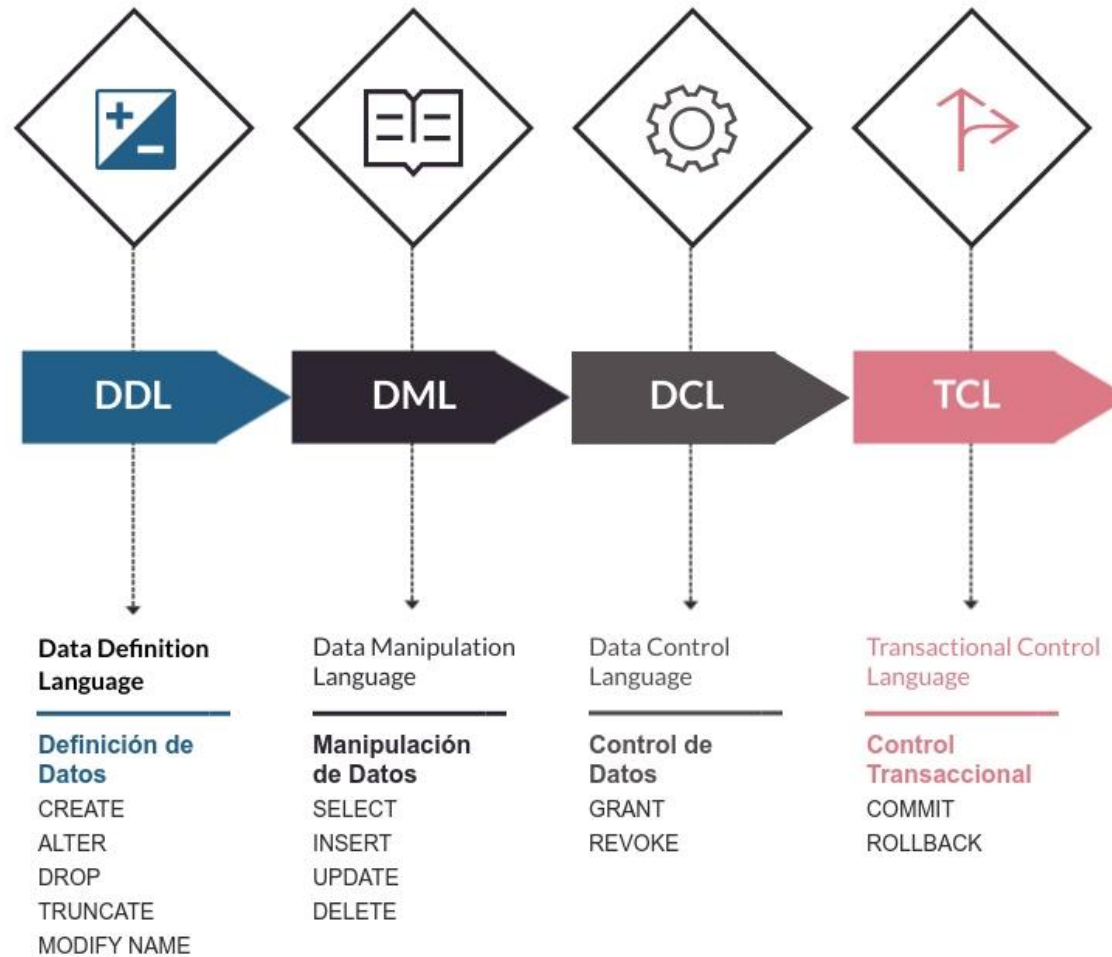 DDL
DML
DCL
TCL
Data Definition
Language
Definición de
Datos
CREATE
ALTER
DROP
TRUNCATE
MODIFY NAME
Data Manipulation
Language
Manipulación
de Datos
SELECT
INSERT
UPDATE
DELETE
Data Control
Language
Control de
Datos
GRANT
REVOKE
Transactional Control
Language
Control
Transaccional
COMMIT
ROLLBACK